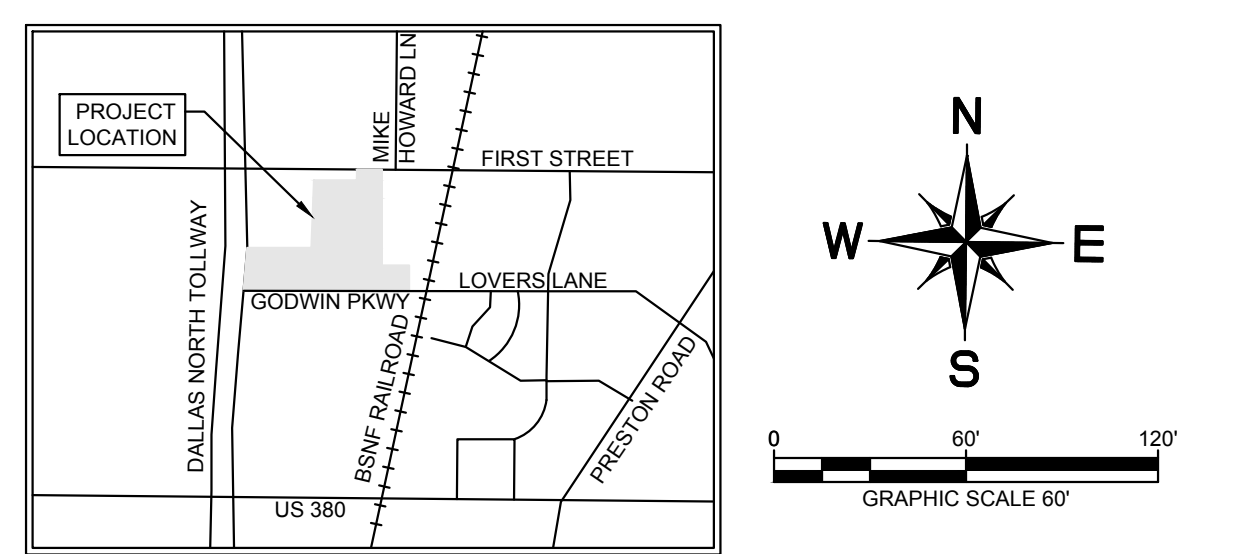 PROJECT
LOCATION
MIKE
HOWARD LN
FIRST STREET
DALLAS NORTH TOLLWAY
LOVERS LANE
GODWIN PKWY
BSNF RAILROAD
PRESTON ROAD
US 380
N
W
E
S
0
60'
120'
GRAPHIC SCALE 60'